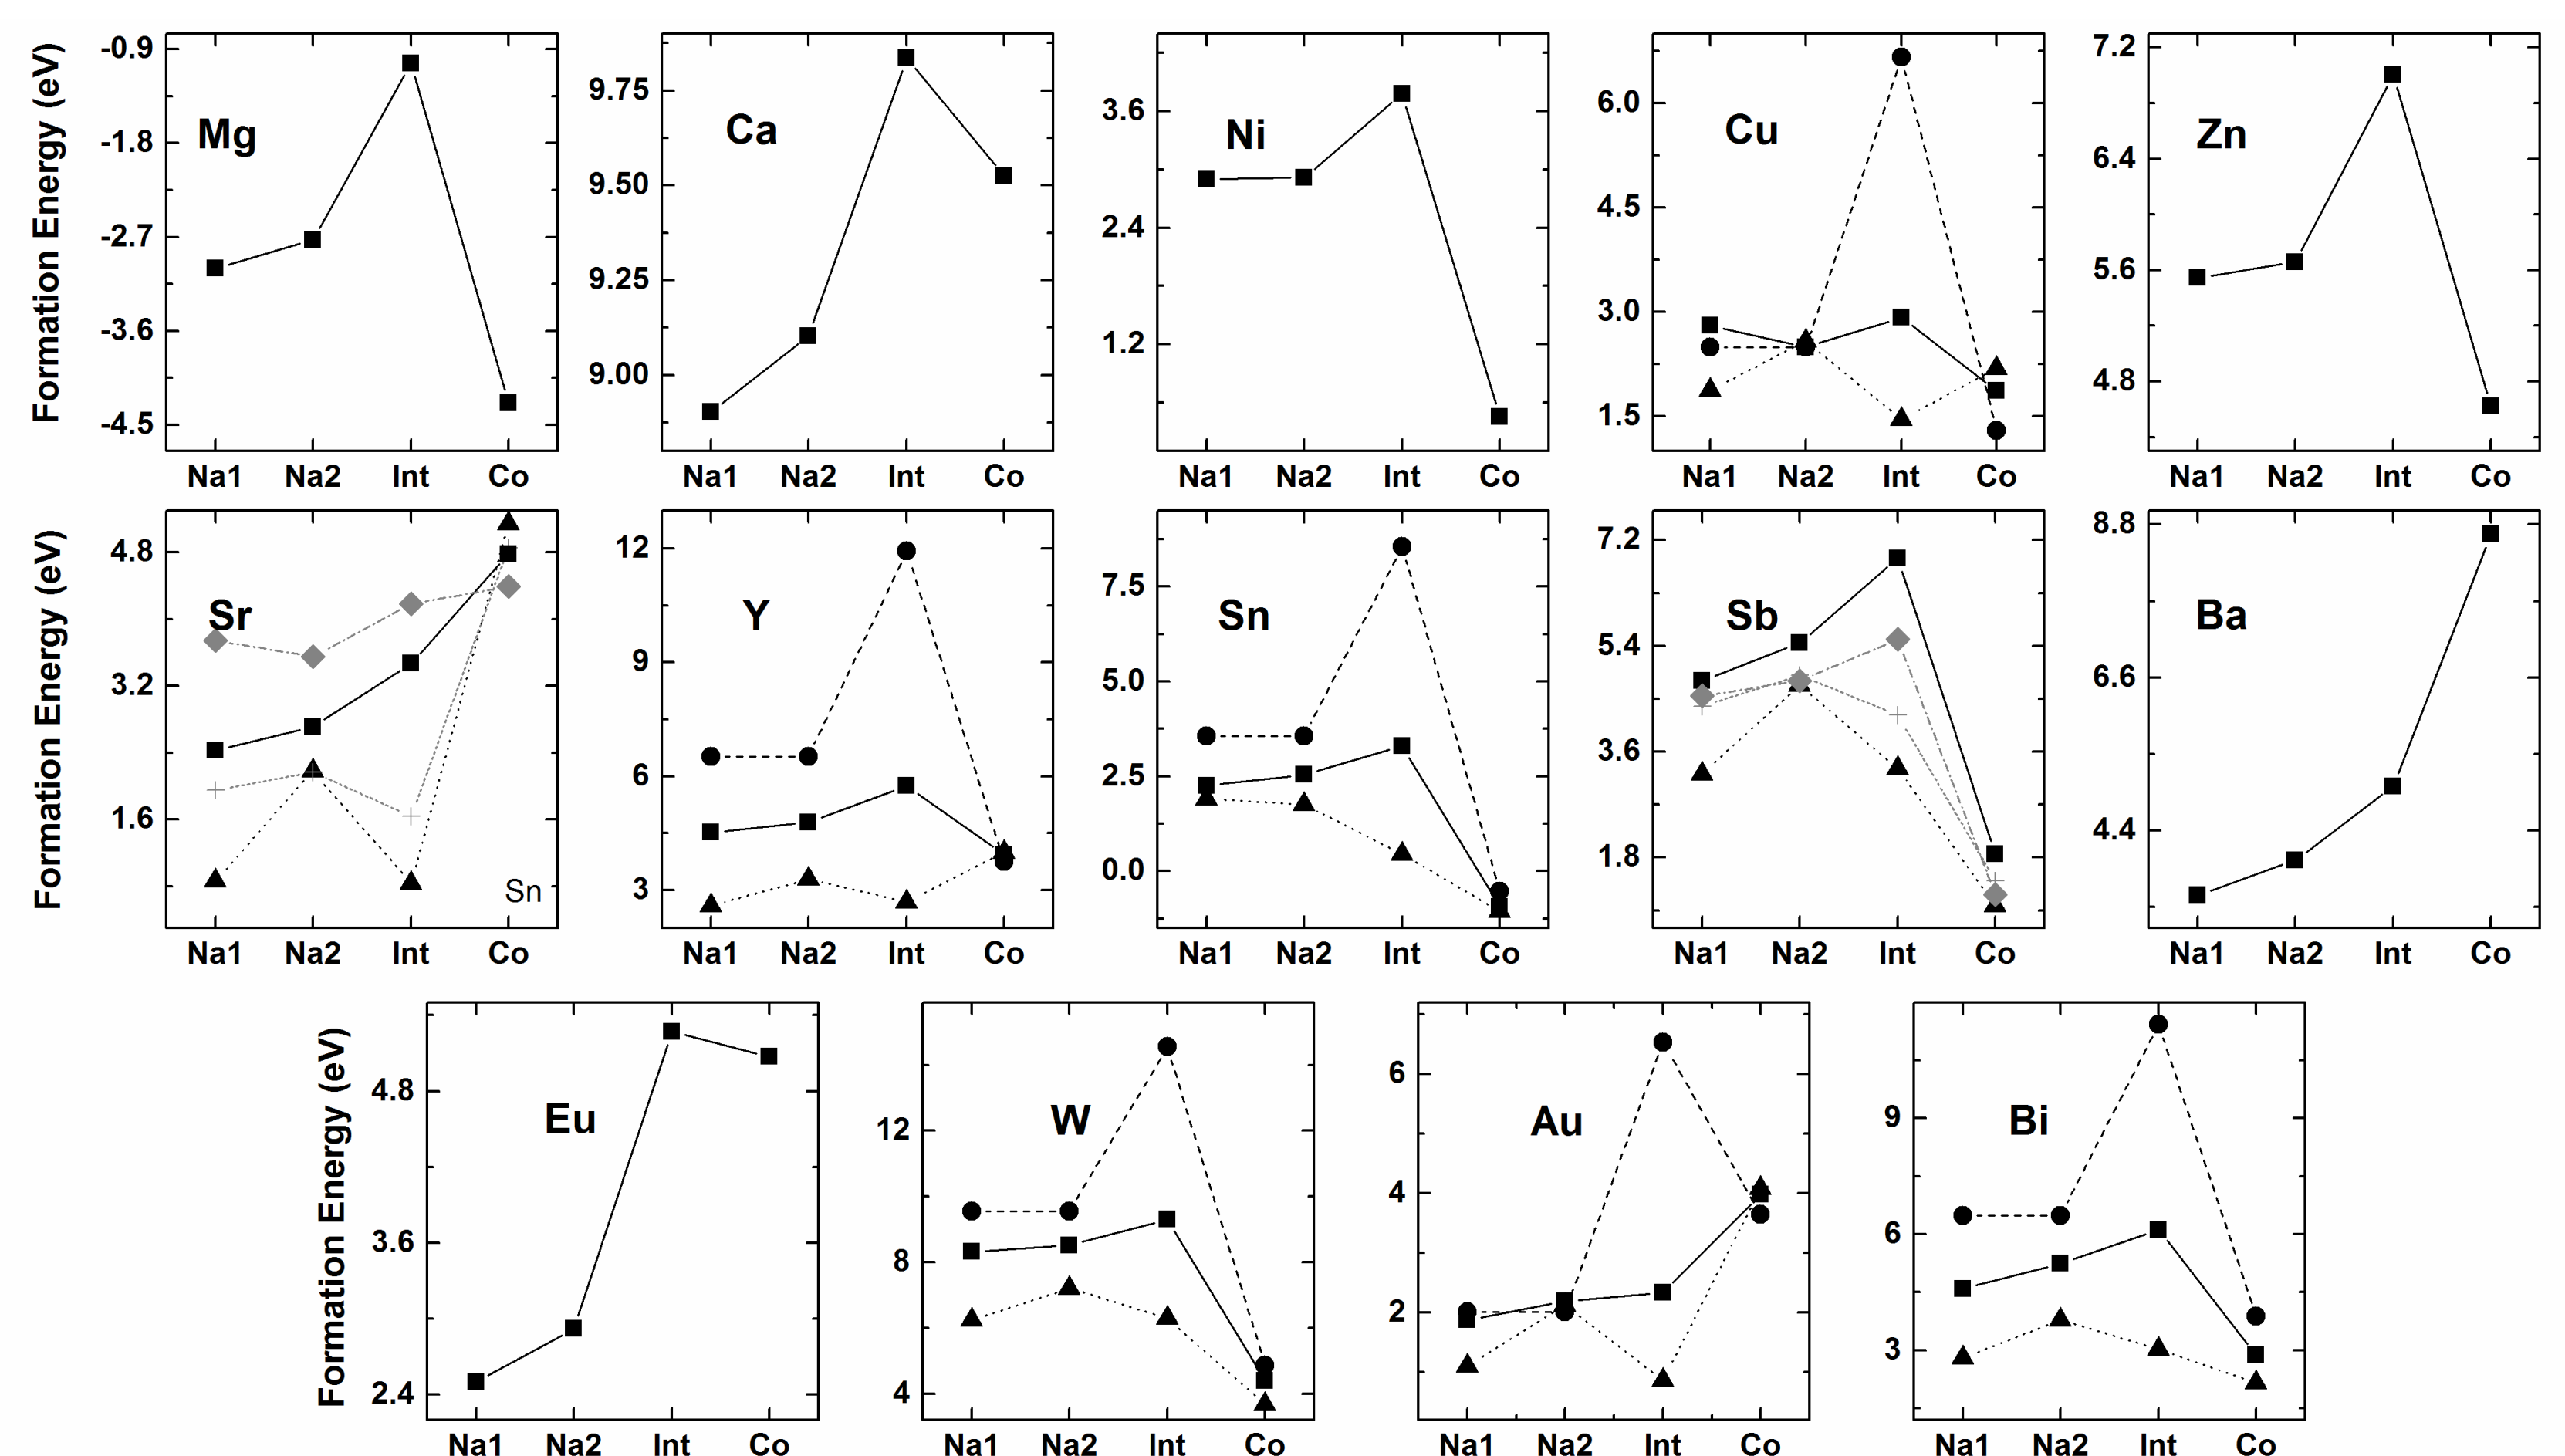 Formation Energy (eV)
-0.9
-1.8
-2.7
-3.6
-4.5
Mg
Na1 Na2 Int Co
9.75
9.50
9.25
9.00
Ca
Na1 Na2 Int Co
3.6
2.4
1.2
Ni
Na1 Na2 Int Co
6.0
4.5
3.0
1.5
Cu
Na1 Na2 Int Co
7.2
6.4
5.6
4.8
Zn
Na1 Na2 Int Co
Formation Energy (eV)
4.8
3.2
1.6
Sr
Sn
Na1 Na2 Int Co
12
9
6
3
Y
Na1 Na2 Int Co
7.5
5.0
2.5
0.0
Sn
Na1 Na2 Int Co
7.2
5.4
3.6
1.8
Sb
Na1 Na2 Int Co
8.8
6.6
4.4
Ba
Na1 Na2 Int Co
Formation Energy (eV)
4.8
3.6
2.4
Eu
Na1 Na2 Int Co
12
8
4
W
Na1 Na2 Int Co
6
4
2
Au
Na1 Na2 Int Co
9
6
3
Bi
Na1 Na2 Int Co